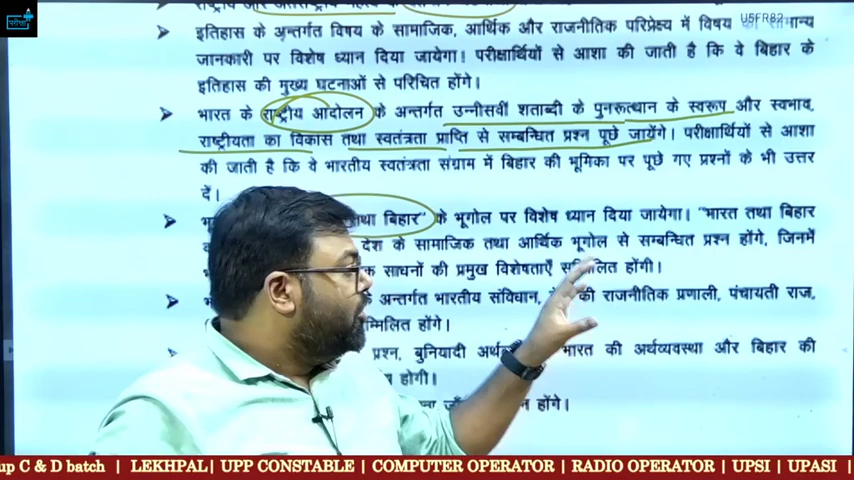 परीक्षा
U5FR82
राष्ट्रीय और
इतिहास के अन्तर्गत विषय के सामाजिक, आर्थिक और राजनीतिक परिप्रेक्ष्य में विषय का सामान्य
जानकारी पर विशेष ध्यान दिया जायेगा। परीक्षार्थियों से आशा की जाती है कि वे बिहार के
इतिहास की मुख्य घटनाओं से परिचित होंगे।
भारत के राष्ट्रीय आंदोलन के अन्तर्गत उन्नीसवीं शताब्दी के पुनरूत्थान के स्वरूप और स्वभाव,
राष्ट्रीयता का विकास तथा स्वतंत्रता प्राप्ति से सम्बन्धित प्रश्न पूछे जायेंगे। परीक्षार्थियों से आशा
की जाती है कि वे भारतीय स्वतंत्रता संग्राम में बिहार की भूमिका पर पूछे गए प्रश्नों के भी उत्तर
दें।
तथा बिहार" के भूगोल पर विशेष ध्यान दिया जायेगा। "भारत तथा बिहार
देश के सामाजिक तथा आर्थिक भूगोल से सम्बन्धित प्रश्न होंगे, जिनमें
साधनों की प्रमुख विशेषताएँ सम्मिलित होंगी।
के अन्तर्गत भारतीय संविधान, की राजनीतिक प्रणाली, पंचायती राज,
सम्मिलित होंगे।
प्रश्न, बुनियादी भारत की अर्थव्यवस्था और बिहार की
होगी।
होंगे।
up C & D batch | LEKHPAL| UPP CONSTABLE | COMPUTER OPERATOR | RADIO OPERATOR | UPSI | UPASI |